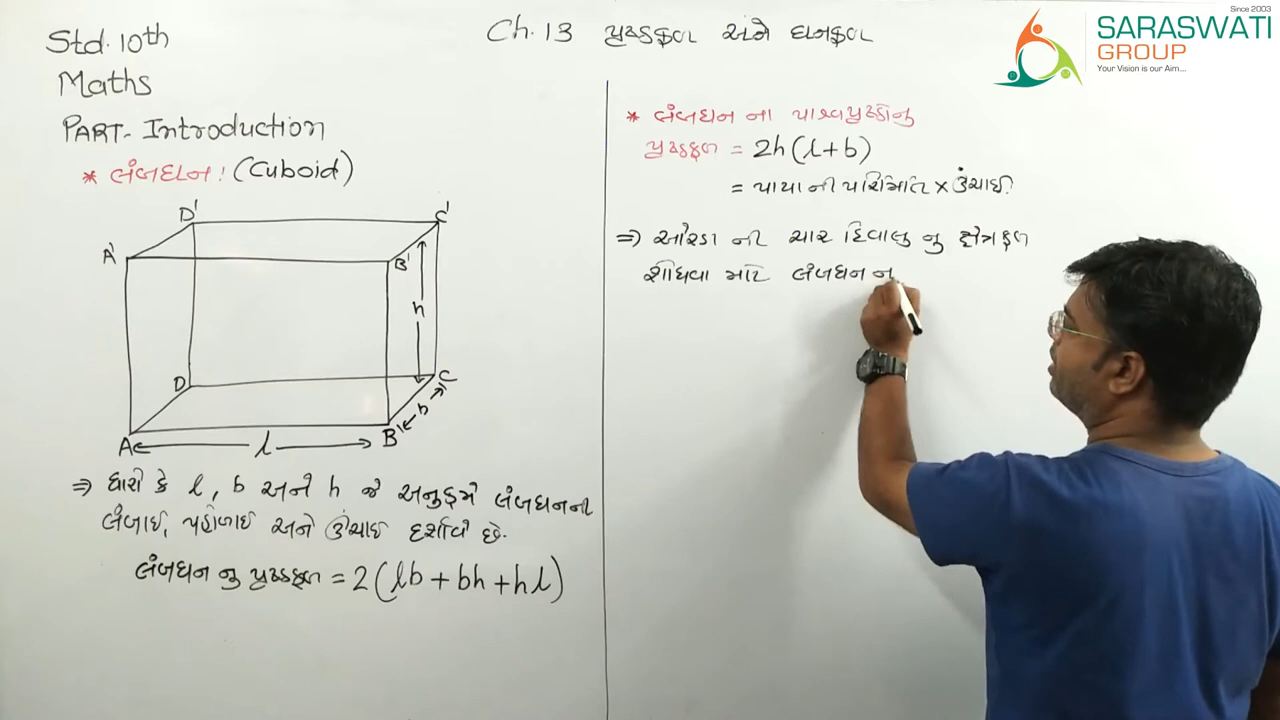 Std. 10th
Maths
PART- Introduction
Ch. 13 પૃષ્ઠફળ અને ઘનફળ
Since 2003
SARASWATI
GROUP
Your Vision is our Aim...
* લંબઘન: (Cuboid)
D' C'
A' B'
h
D C
b
A B
l
⇒ ધારો કે l, b અને h એ અનુક્રમે લંબઘનની
લંબાઈ, પહોળાઈ અને ઊંચાઈ દર્શાવે છે.
લંબઘન નુ પૃષ્ઠફળ = 2(lb + bh + hl)
* લંબઘન ના પાશ્વપૃષ્ઠોનુ
પૃષ્ઠફળ = 2h(l+b)
= પાયા ની પરિમિતિ × ઊંચાઈ.
⇒ ઓરડા ની ચાર દિવાલુ નુ ક્ષેત્રફળ
શોધવા માટે લંબઘન ન